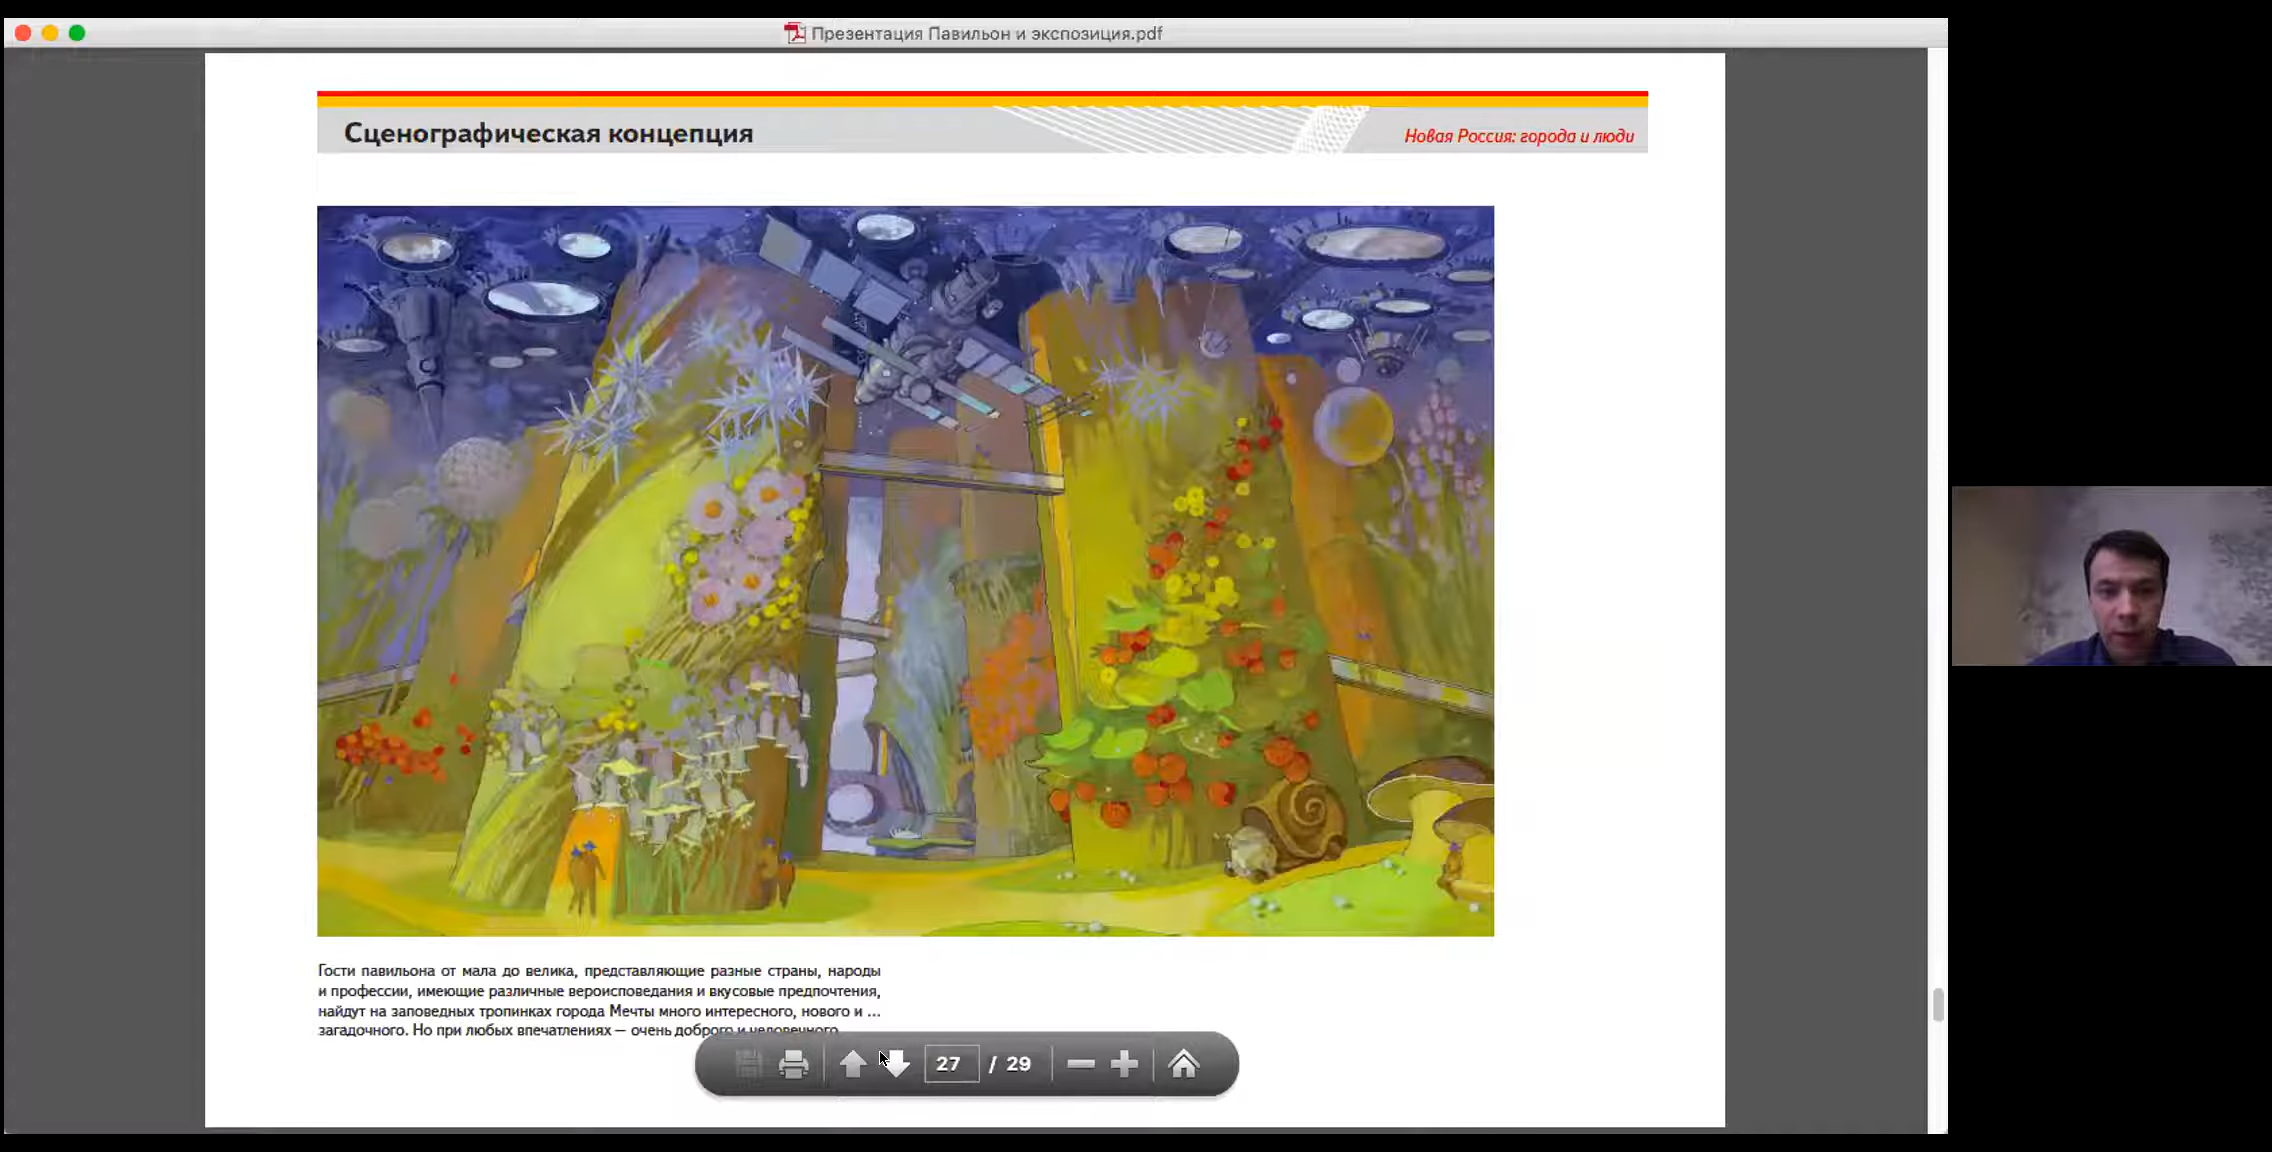 Презентация Павильон и экспозиция.pdf
Сценографическая концепция
Новая Россия: города и люди
Гости павильона от мала до велика, представляющие разные страны, народы
и профессии, имеющие различные вероисповедания и вкусовые предпочтения,
найдут на заповедных тропинках города Мечты много интересного, нового и ...
загадочного. Но при любых впечатлениях — очень доброго и человечного
27 / 29